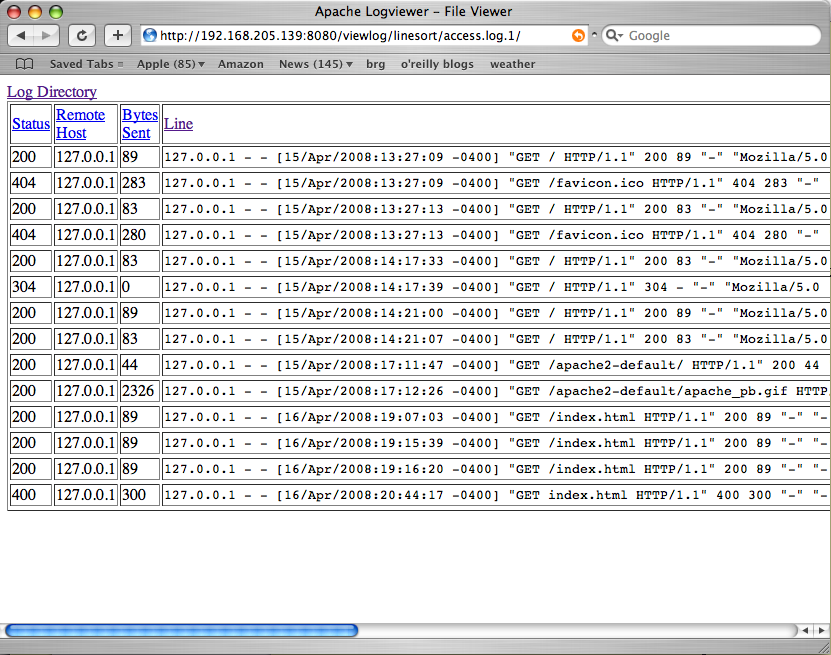 Apache Logviewer – File Viewer
http://192.168.205.139:8080/viewlog/linesort/access.log.1/ Google
Saved Tabs Apple (85) Amazon News (145) brg o'reilly blogs weather
Log Directory
Status Remote Host Bytes Sent Line
200 127.0.0.1 89 127.0.0.1 - - [15/Apr/2008:13:27:09 -0400] "GET / HTTP/1.1" 200 89 "-" "Mozilla/5.0
404 127.0.0.1 283 127.0.0.1 - - [15/Apr/2008:13:27:09 -0400] "GET /favicon.ico HTTP/1.1" 404 283 "-"
200 127.0.0.1 83 127.0.0.1 - - [15/Apr/2008:13:27:13 -0400] "GET / HTTP/1.1" 200 83 "-" "Mozilla/5.0
404 127.0.0.1 280 127.0.0.1 - - [15/Apr/2008:13:27:13 -0400] "GET /favicon.ico HTTP/1.1" 404 280 "-"
200 127.0.0.1 83 127.0.0.1 - - [15/Apr/2008:14:17:33 -0400] "GET / HTTP/1.1" 200 83 "-" "Mozilla/5.0
304 127.0.0.1 0 127.0.0.1 - - [15/Apr/2008:14:17:39 -0400] "GET / HTTP/1.1" 304 - "-" "Mozilla/5.0
200 127.0.0.1 89 127.0.0.1 - - [15/Apr/2008:14:21:00 -0400] "GET / HTTP/1.1" 200 89 "-" "Mozilla/5.0
200 127.0.0.1 83 127.0.0.1 - - [15/Apr/2008:14:21:07 -0400] "GET / HTTP/1.1" 200 83 "-" "Mozilla/5.0
200 127.0.0.1 44 127.0.0.1 - - [15/Apr/2008:17:11:47 -0400] "GET /apache2-default/ HTTP/1.1" 200 44
200 127.0.0.1 2326 127.0.0.1 - - [15/Apr/2008:17:12:26 -0400] "GET /apache2-default/apache_pb.gif HTTP
200 127.0.0.1 89 127.0.0.1 - - [16/Apr/2008:19:07:03 -0400] "GET /index.html HTTP/1.1" 200 89 "-" "-
200 127.0.0.1 89 127.0.0.1 - - [16/Apr/2008:19:15:39 -0400] "GET /index.html HTTP/1.1" 200 89 "-" "-
200 127.0.0.1 89 127.0.0.1 - - [16/Apr/2008:19:16:20 -0400] "GET /index.html HTTP/1.1" 200 89 "-" "-
400 127.0.0.1 300 127.0.0.1 - - [16/Apr/2008:20:44:17 -0400] "GET index.html HTTP/1.1" 400 300 "-" "-